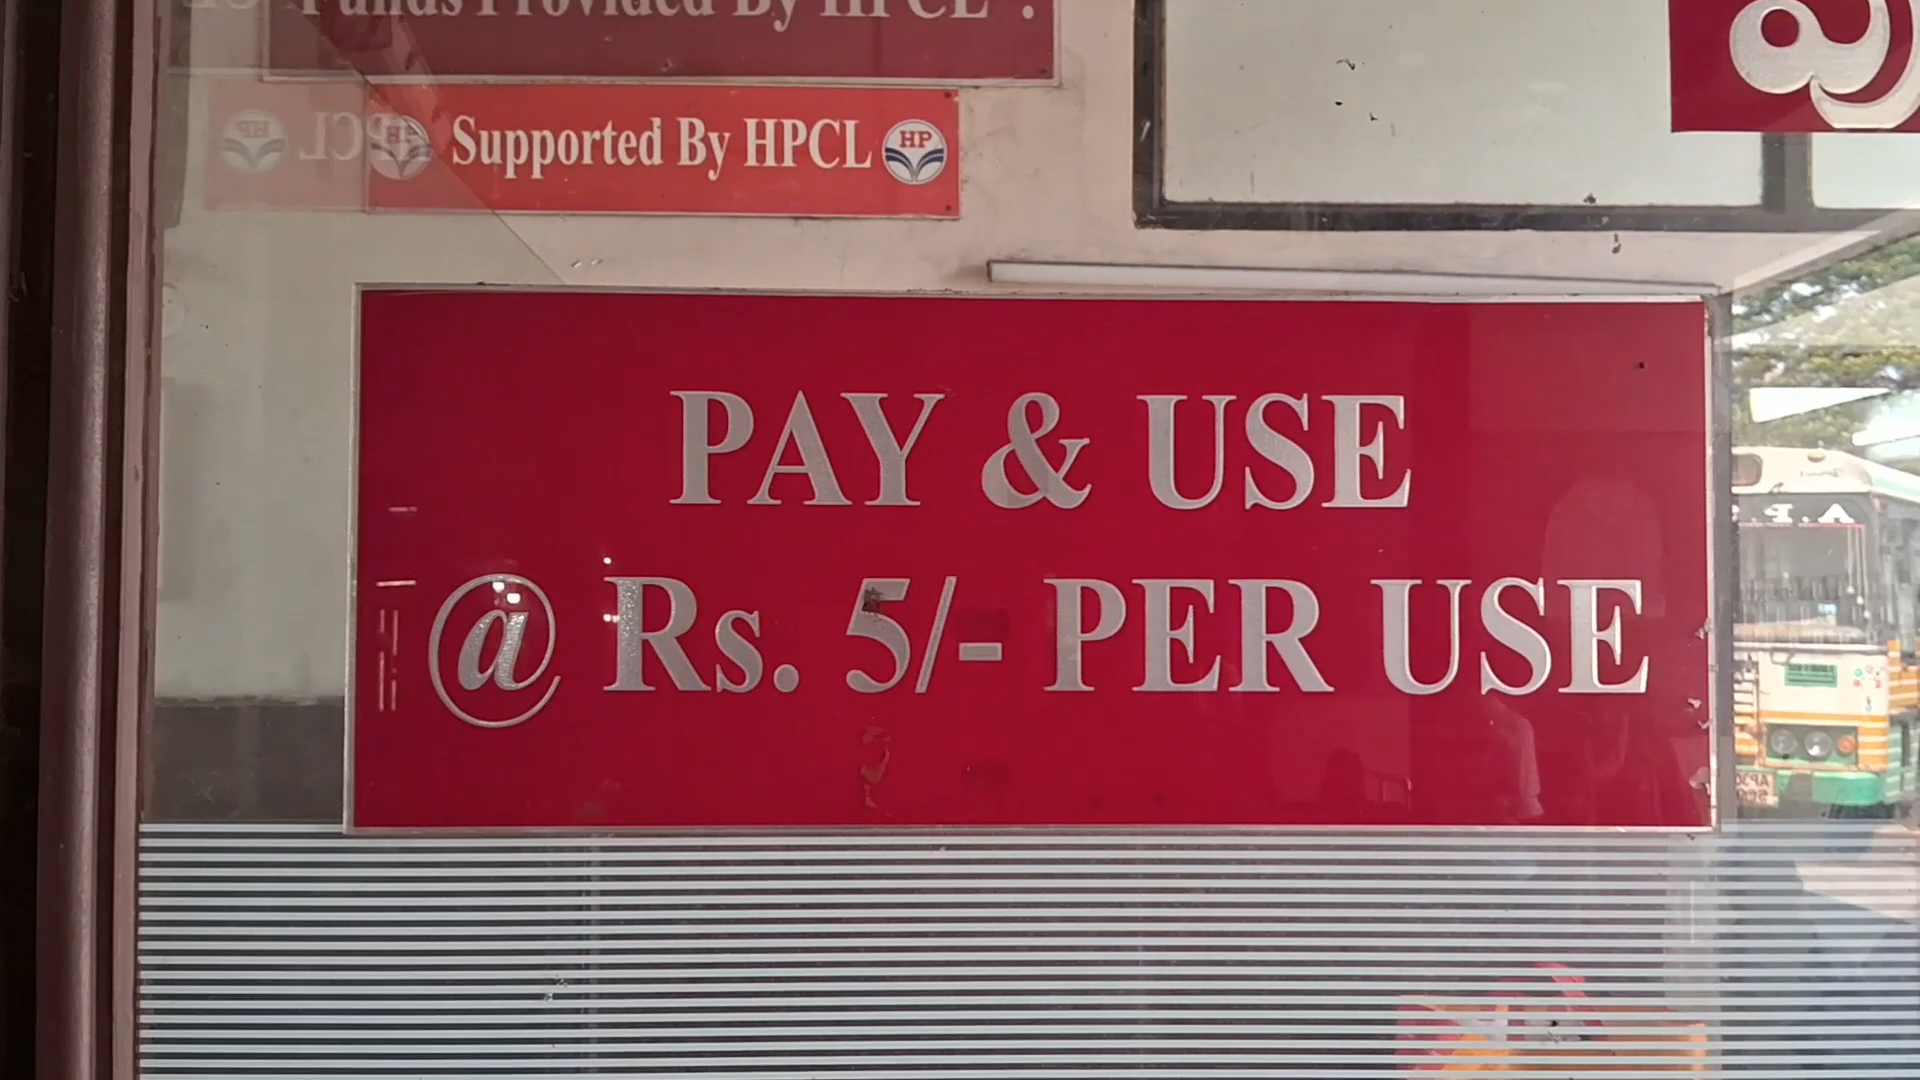 Funds Provided By HPCL".
Supported By HPCL
HP
PAY & USE
@ Rs. 5/- PER USE